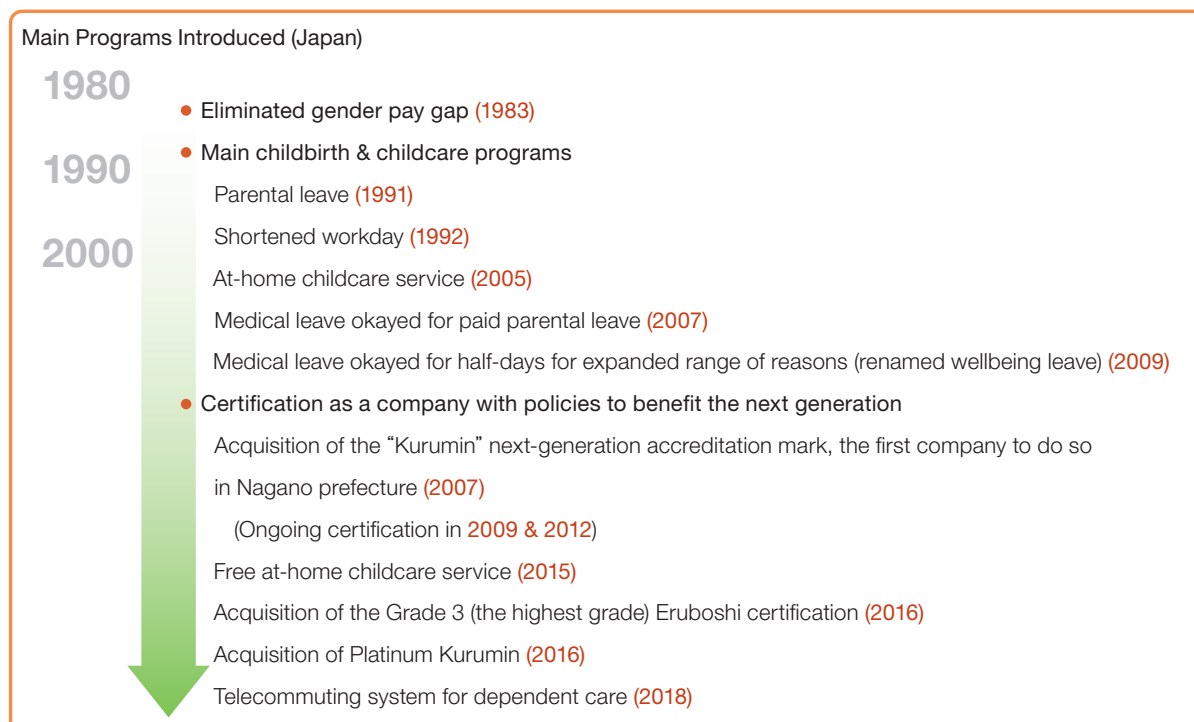 Main Programs Introduced (Japan)
1980
• Eliminated gender pay gap (1983)
• Main childbirth & childcare programs
1990
Parental leave (1991)
Shortened workday (1992)
2000
At-home childcare service (2005)
Medical leave okayed for paid parental leave (2007)
Medical leave okayed for half-days for expanded range of reasons (renamed wellbeing leave) (2009)
• Certification as a company with policies to benefit the next generation
Acquisition of the “Kurumin” next-generation accreditation mark, the first company to do so
in Nagano prefecture (2007)
(Ongoing certification in 2009 & 2012)
Free at-home childcare service (2015)
Acquisition of the Grade 3 (the highest grade) Eruboshi certification (2016)
Acquisition of Platinum Kurumin (2016)
Telecommuting system for dependent care (2018)